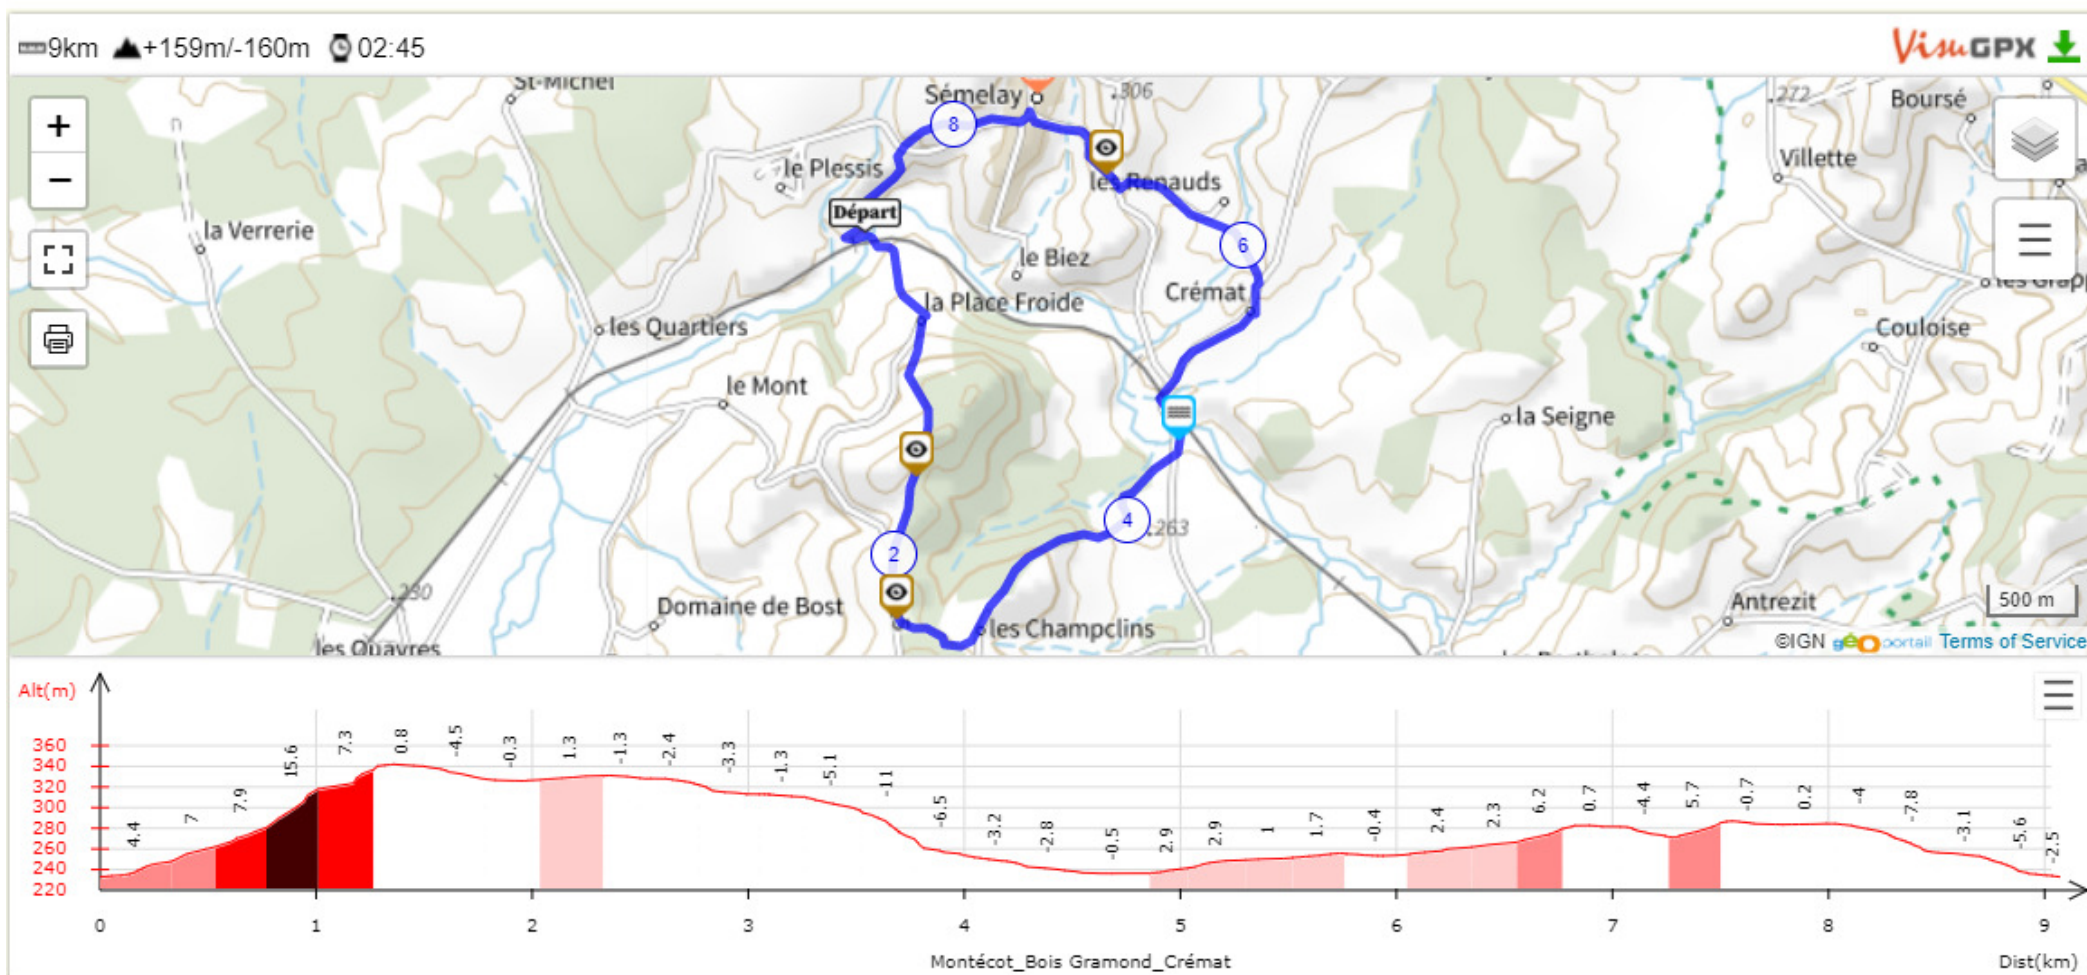 9km +159m/-160m 02:45
VisuGPX
St-Michel
Sémelay
306
272
Boursé
8
le Plessis
les Renauds
Villette
Départ
la Verrerie
6
le Biez
Crémat
la Place Froide
les Quartiers
Couloise
le Mont
la Seigne
4
263
2
230
Domaine de Bost
les Champclins
Antrezit
500 m
les Quavres
©IGN géoportail Terms of Service
Alt(m)
360
340
320
300
280
260
240
220
4.4
7
7.9
15.6
7.3
0.8
-4.5
-0.3
1.3
-1.3
-2.4
-3.3
-1.3
-5.1
-11
-6.5
-3.2
-2.8
-0.5
2.9
2.9
1
1.7
-0.4
2.4
2.3
6.2
0.7
-4.4
5.7
-0.7
0.2
-4
-7.8
-3.1
-5.6
-2.5
0 1 2 3 4 5 6 7 8 9
Montécot_Bois Gramond_Crémat
Dist(km)